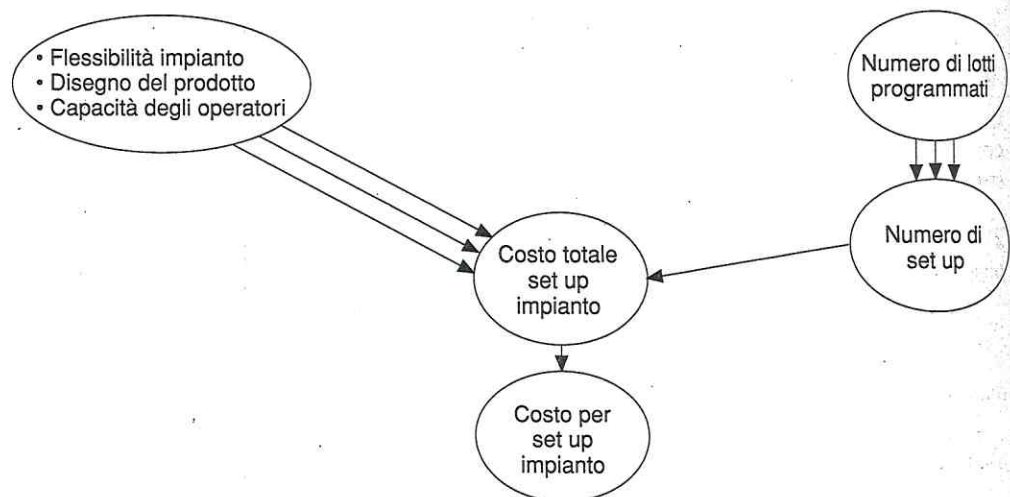 • Flessibilità impianto
• Disegno del prodotto
• Capacità degli operatori
Numero di lotti
programmati
Numero di
set up
Costo totale
set up
impianto
Costo per
set up
impianto